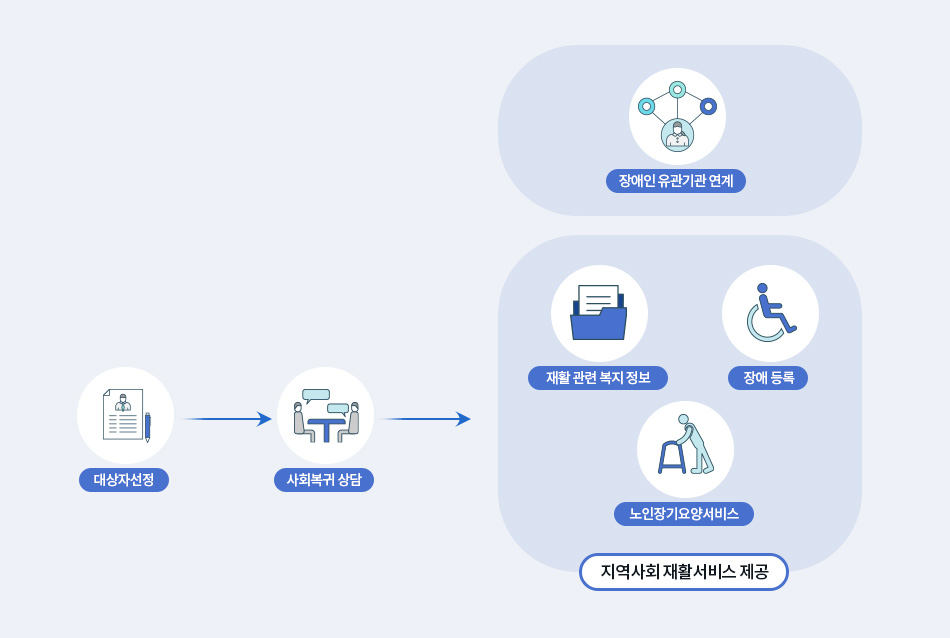 장애인 유관기관 연계
재활 관련 복지 정보
장애 등록
대상자선정
사회복귀 상담
노인장기요양서비스
지역사회 재활서비스 제공